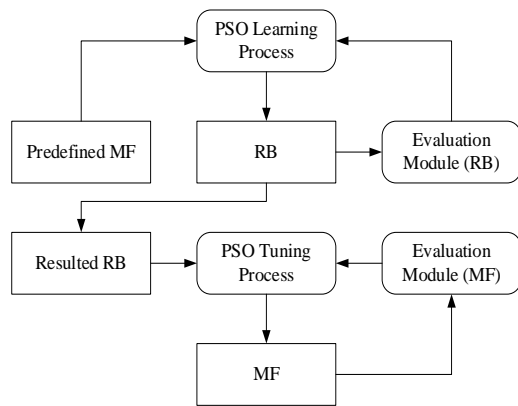 PSO Learning
Process
Predefined MF
RB
Evaluation
Module (RB)
Resulted RB
PSO Tuning
Process
Evaluation
Module (MF)
MF